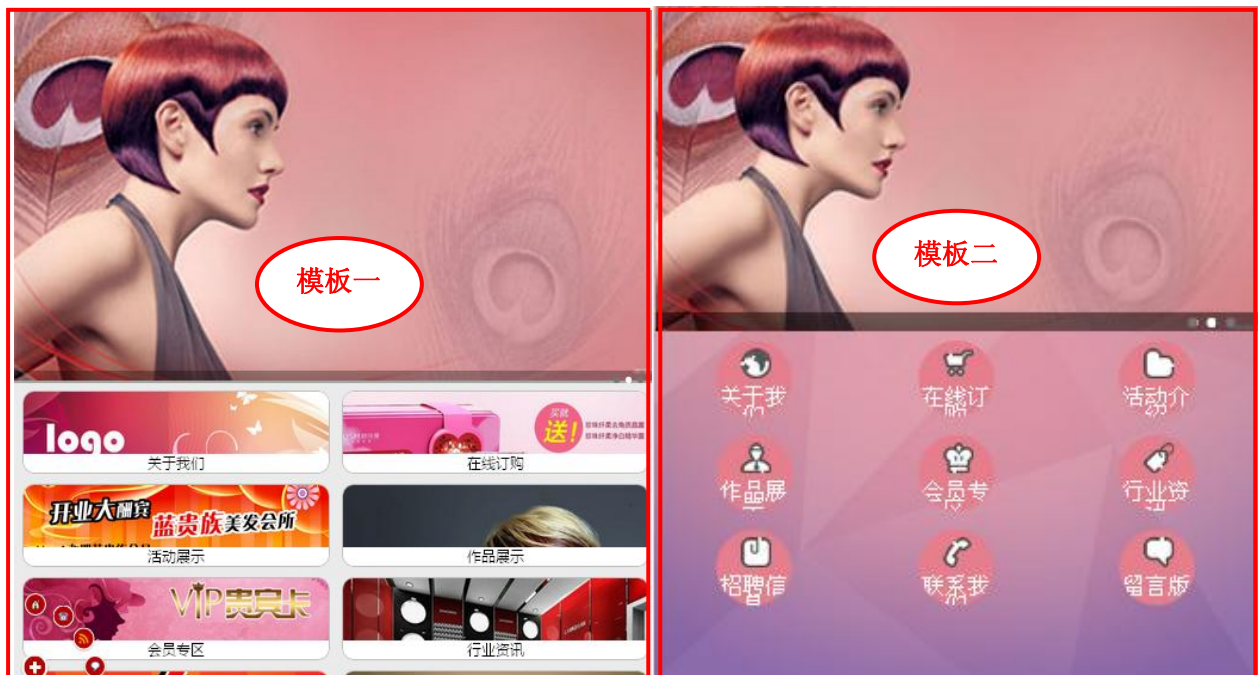 模板一
logo
关于我们
买就
送!
在线订购
开业大酬宾
蓝贵族美发会所
活动展示
作品展示
VIP贵宾卡
会员专区
行业资讯
模板二
关于我
在线订
活动介
作品展
会员专
行业资
招聘信
联系我
留言版